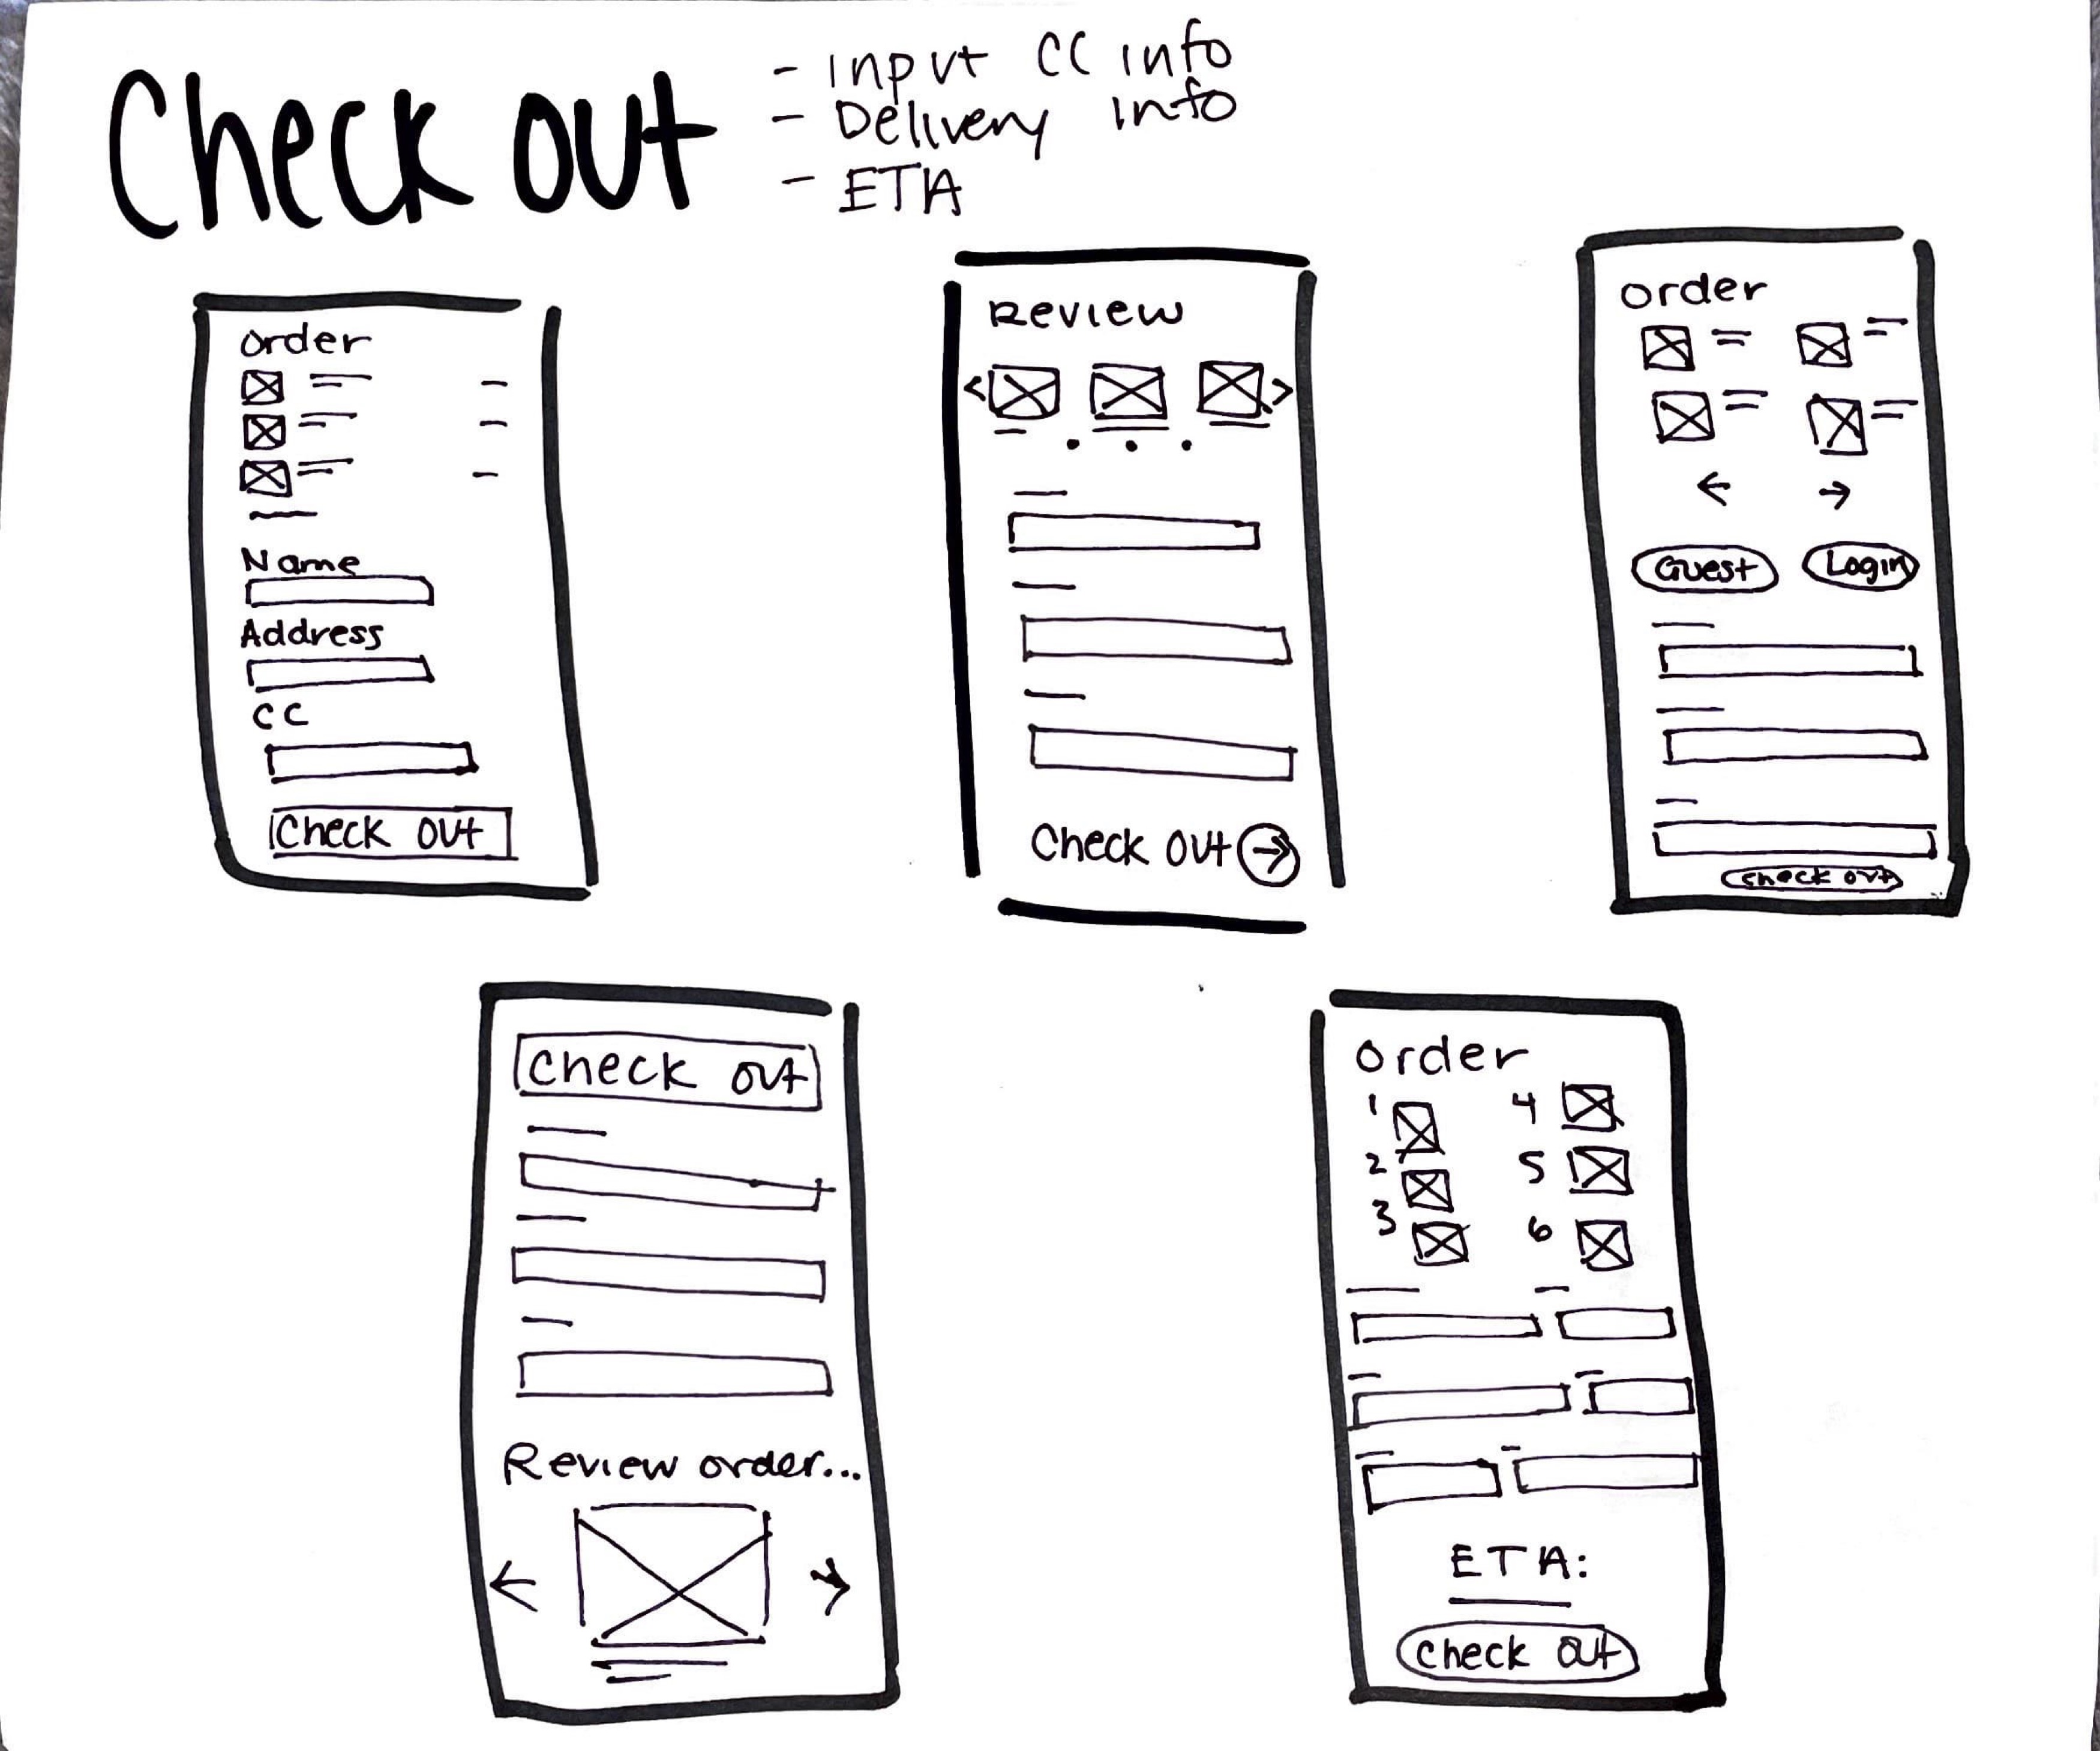 Check out
- Input CC info
- Delivery info
- ETA
order
Name
Address
CC
Check out
Review
< >
Check out →
order
← →
Guest Login
check out
Check out
Review order...
← →
order
1 4
2 5
3 6
ETA:
Check out